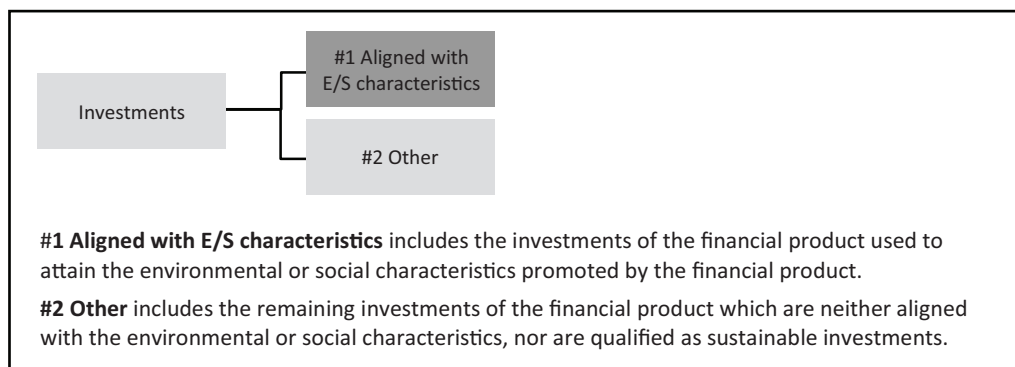 #1 Aligned with
E/S characteristics
Investments
#2 Other
#1 Aligned with E/S characteristics includes the investments of the financial product used to
attain the environmental or social characteristics promoted by the financial product.
#2 Other includes the remaining investments of the financial product which are neither aligned
with the environmental or social characteristics, nor are qualified as sustainable investments.